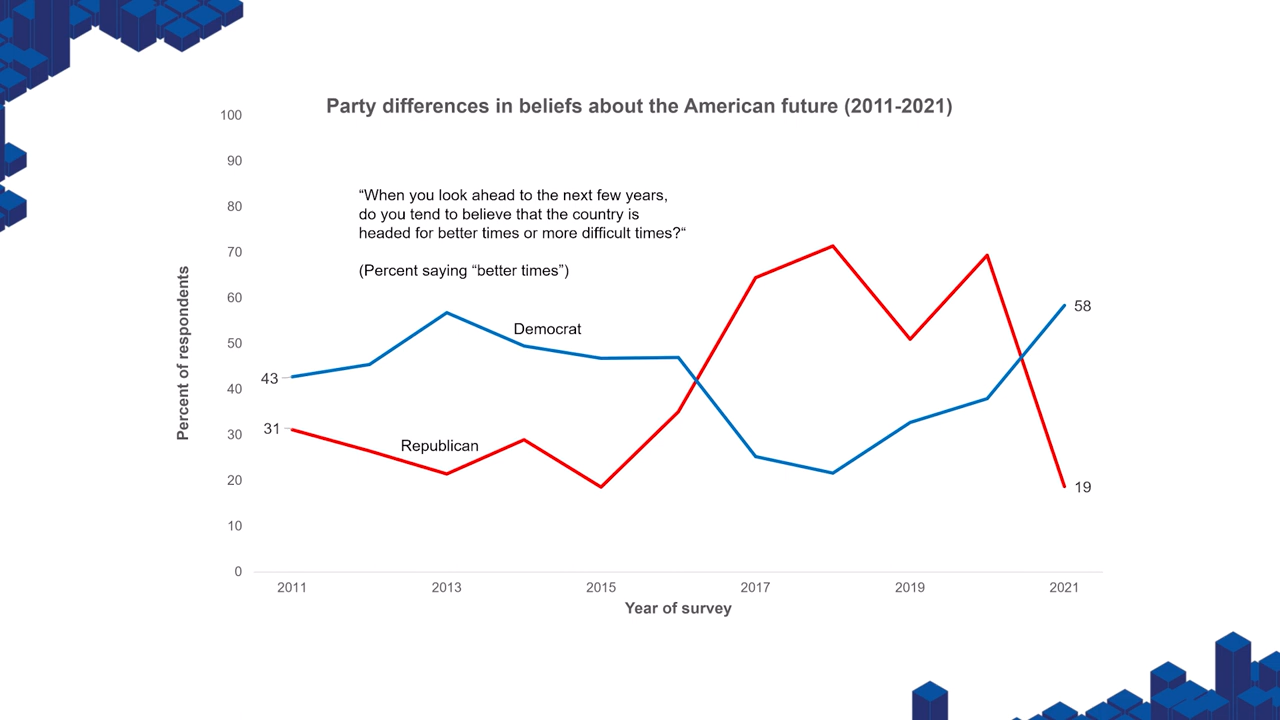 Party differences in beliefs about the American future (2011-2021)
100
90
80
70
60
50
40
30
20
10
0
Percent of respondents
“When you look ahead to the next few years,
do you tend to believe that the country is
headed for better times or more difficult times?“
(Percent saying “better times”)
Democrat
Republican
43
31
58
19
2011
2013
2015
2017
2019
2021
Year of survey